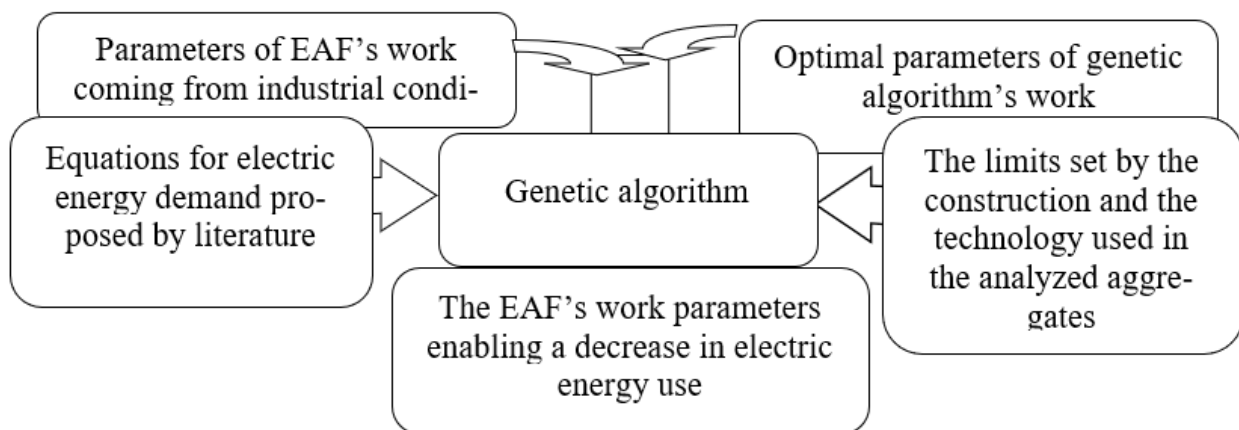 Parameters of EAF’s work
coming from industrial condi-
Optimal parameters of genetic
algorithm’s work
Equations for electric
energy demand pro-
posed by literature
Genetic algorithm
The limits set by the
construction and the
technology used in
the analyzed aggre-
gates
The EAF’s work parameters
enabling a decrease in electric
energy use